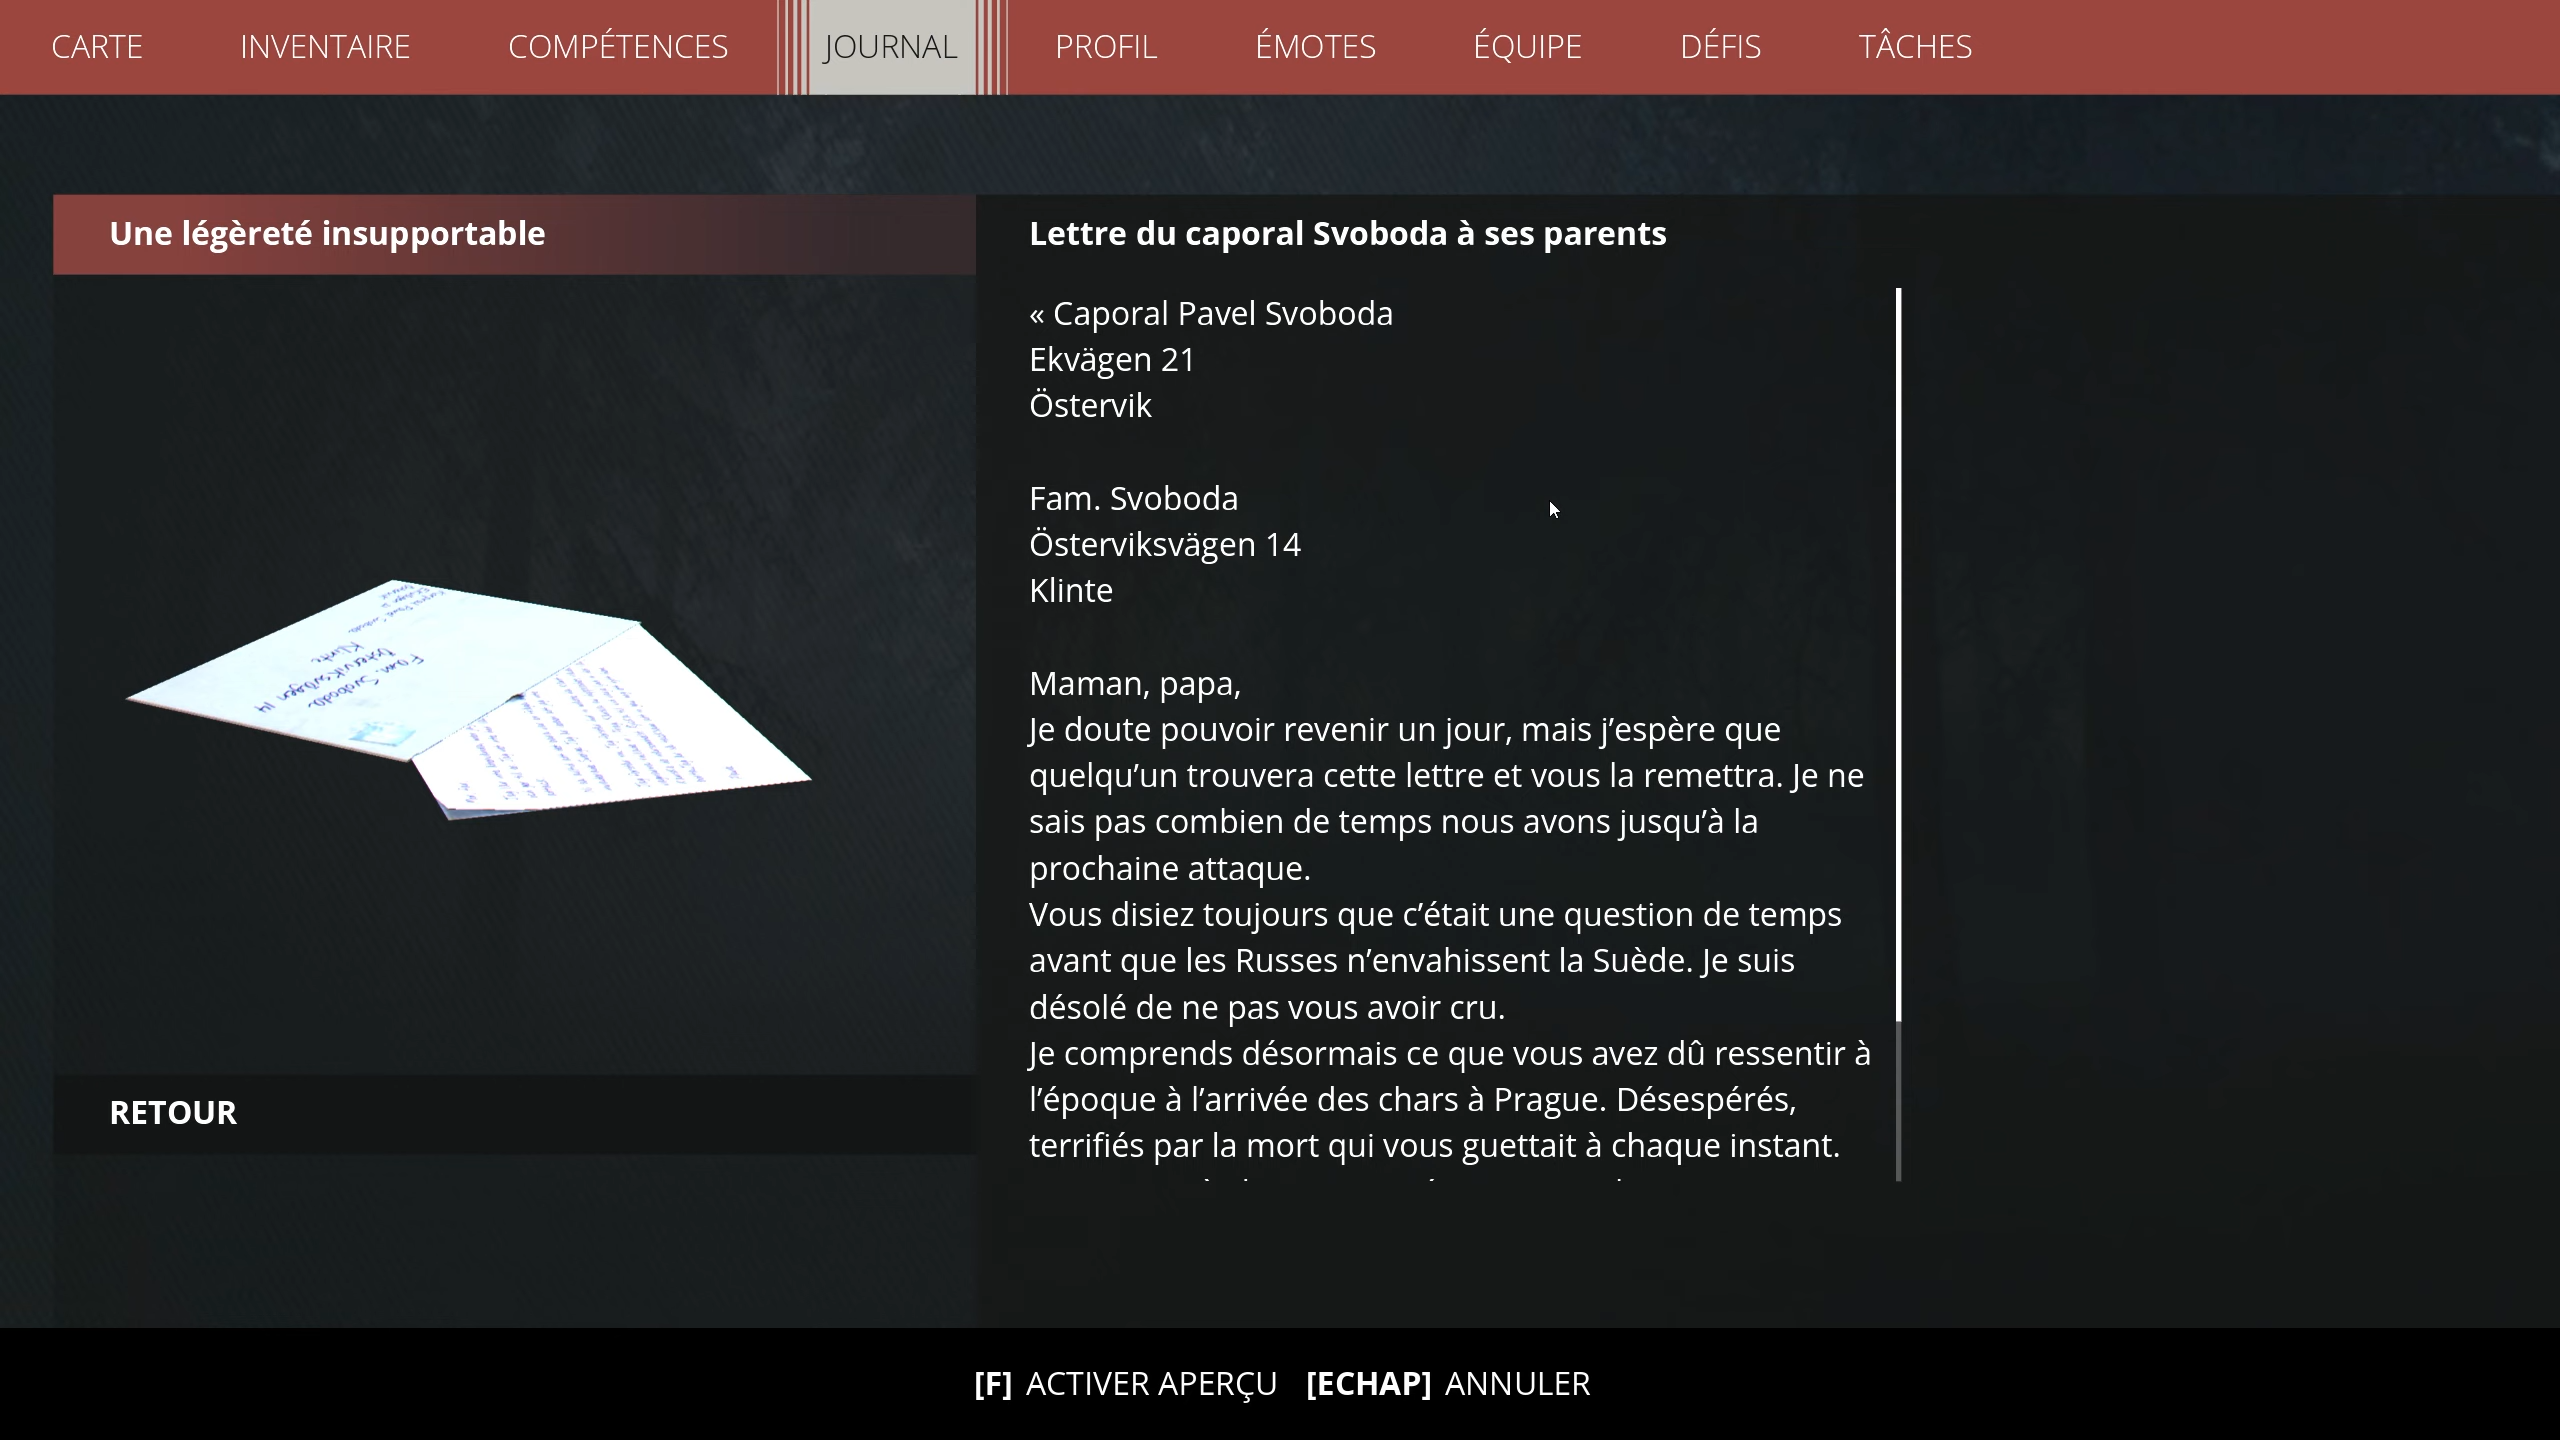 CARTE INVENTAIRE COMPÉTENCES JOURNAL PROFIL ÉMOTES ÉQUIPE DÉFIS TÂCHES
Une légèreté insupportable
Fam. Svoboda
Österviksvägen 14
Klinte
RETOUR
Lettre du caporal Svoboda à ses parents
« Caporal Pavel Svoboda
Ekvägen 21
Östervik
Fam. Svoboda
Österviksvägen 14
Klinte
Maman, papa,
Je doute pouvoir revenir un jour, mais j’espère que
quelqu’un trouvera cette lettre et vous la remettra. Je ne
sais pas combien de temps nous avons jusqu’à la
prochaine attaque.
Vous disiez toujours que c’était une question de temps
avant que les Russes n’envahissent la Suède. Je suis
désolé de ne pas vous avoir cru.
Je comprends désormais ce que vous avez dû ressentir à
l’époque à l’arrivée des chars à Prague. Désespérés,
terrifiés par la mort qui vous guettait à chaque instant.
[F] ACTIVER APERÇU [ECHAP] ANNULER